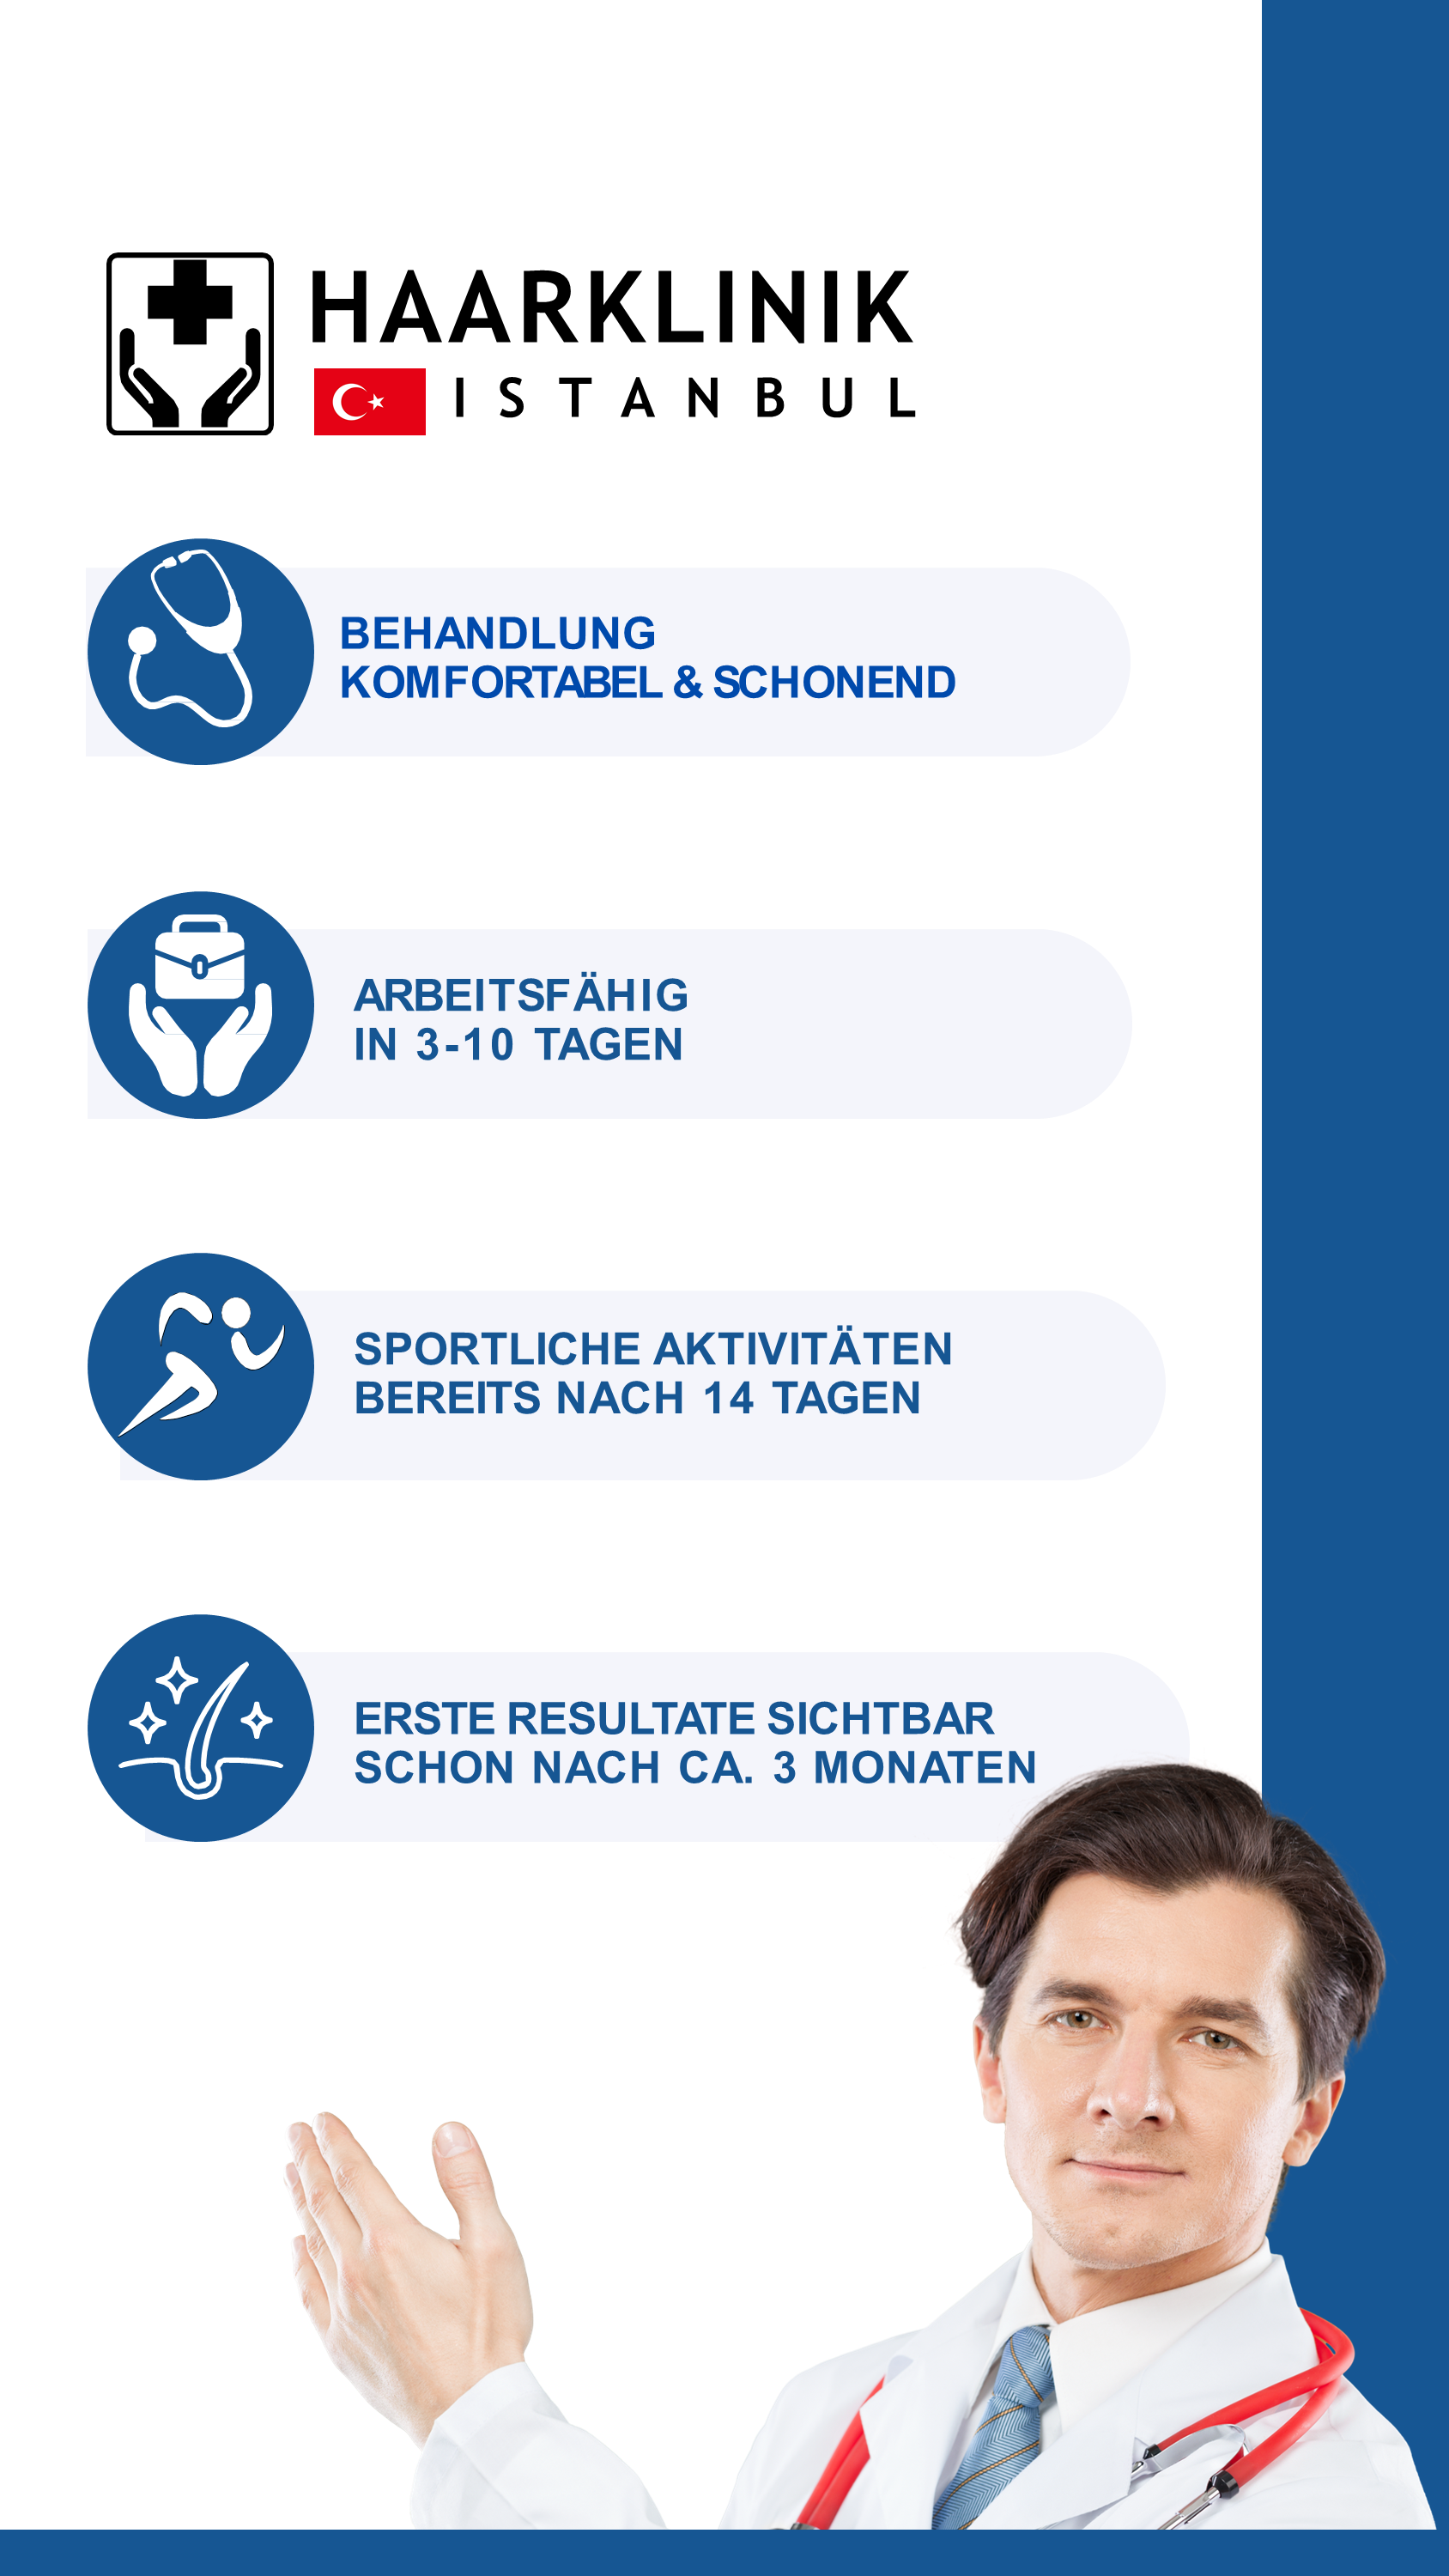 HAARKLINIK
ISTANBUL
BEHANDLUNG
KOMFORTABEL & SCHONEND
ARBEITSFÄHIG
IN 3-10 TAGEN
SPORTLICHE AKTIVITÄTEN
BEREITS NACH 14 TAGEN
ERSTE RESULTATE SICHTBAR
SCHON NACH CA. 3 MONATEN